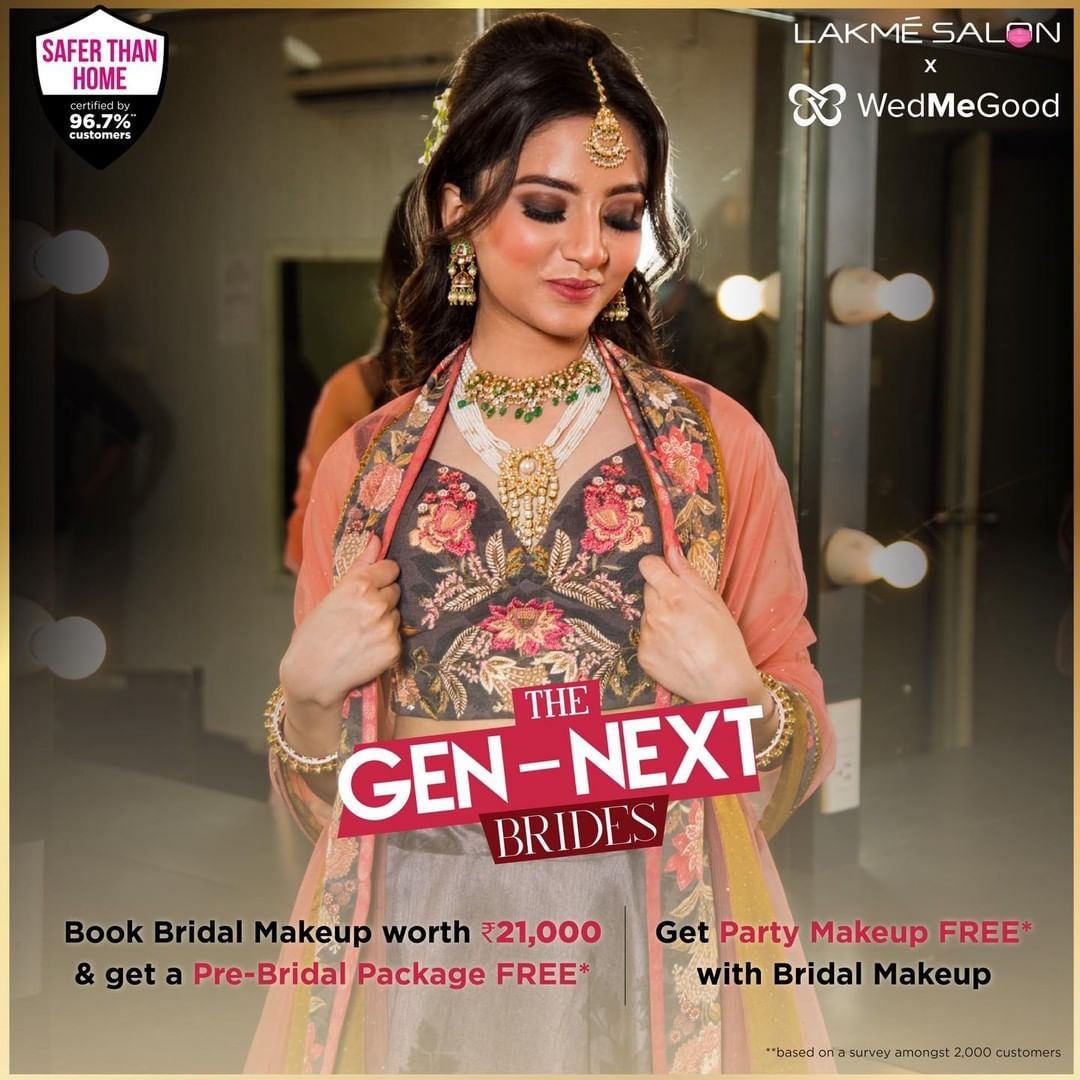 SAFER THAN
HOME
certified by
96.7%**
customers
LAKMÉ SALON
x
WedMeGood
THE
GEN-NEXT
BRIDES
Book Bridal Makeup worth ₹21,000
& get a Pre-Bridal Package FREE*
Get Party Makeup FREE*
with Bridal Makeup
**based on a survey amongst 2,000 customers